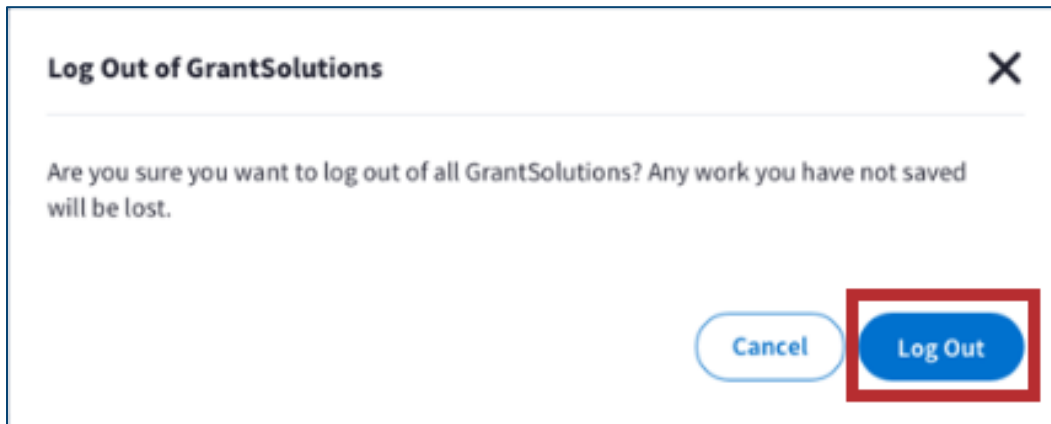 Log Out of GrantSolutions
Are you sure you want to log out of all GrantSolutions? Any work you have not saved
will be lost.
Cancel
Log Out